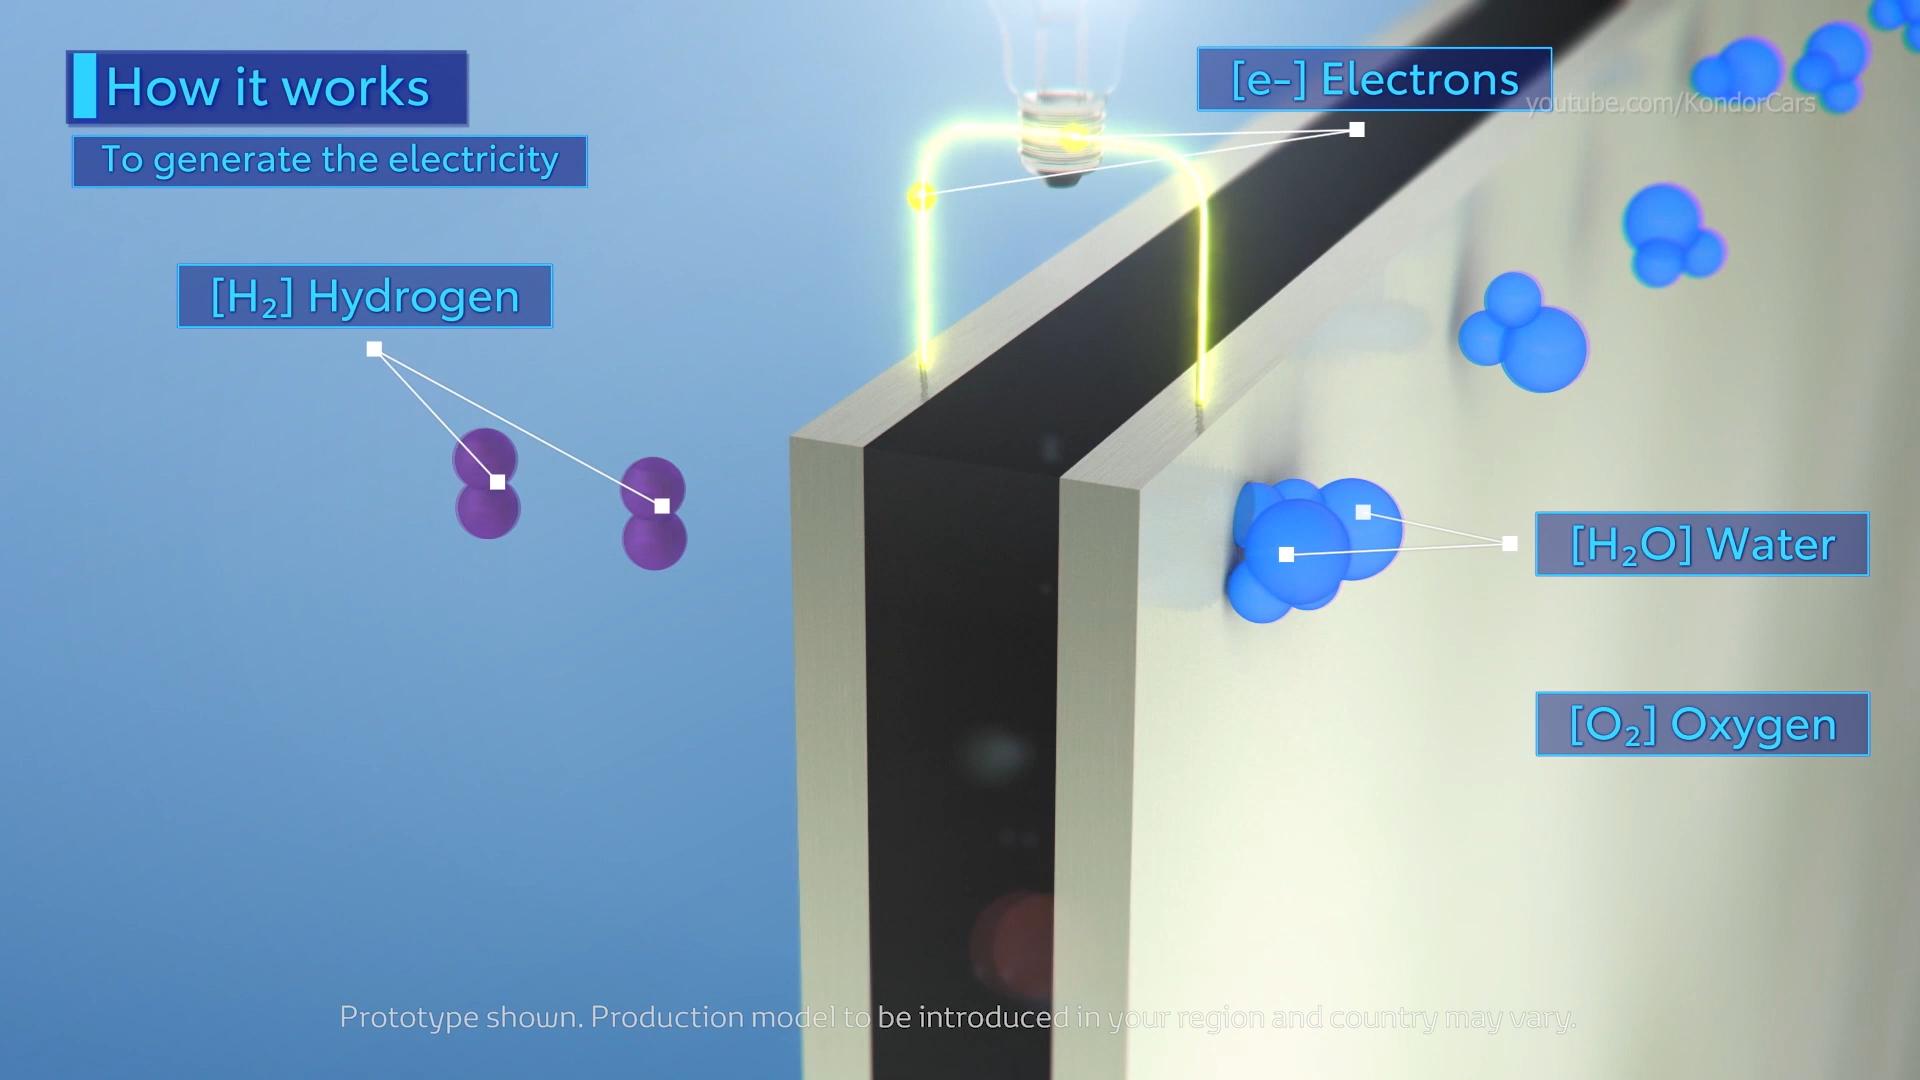 How it works
To generate the electricity
[e-] Electrons
youtube.com/KondorCars
[H₂] Hydrogen
[H₂O] Water
[O₂] Oxygen
Prototype shown. Production model to be introduced in your region and country may vary.